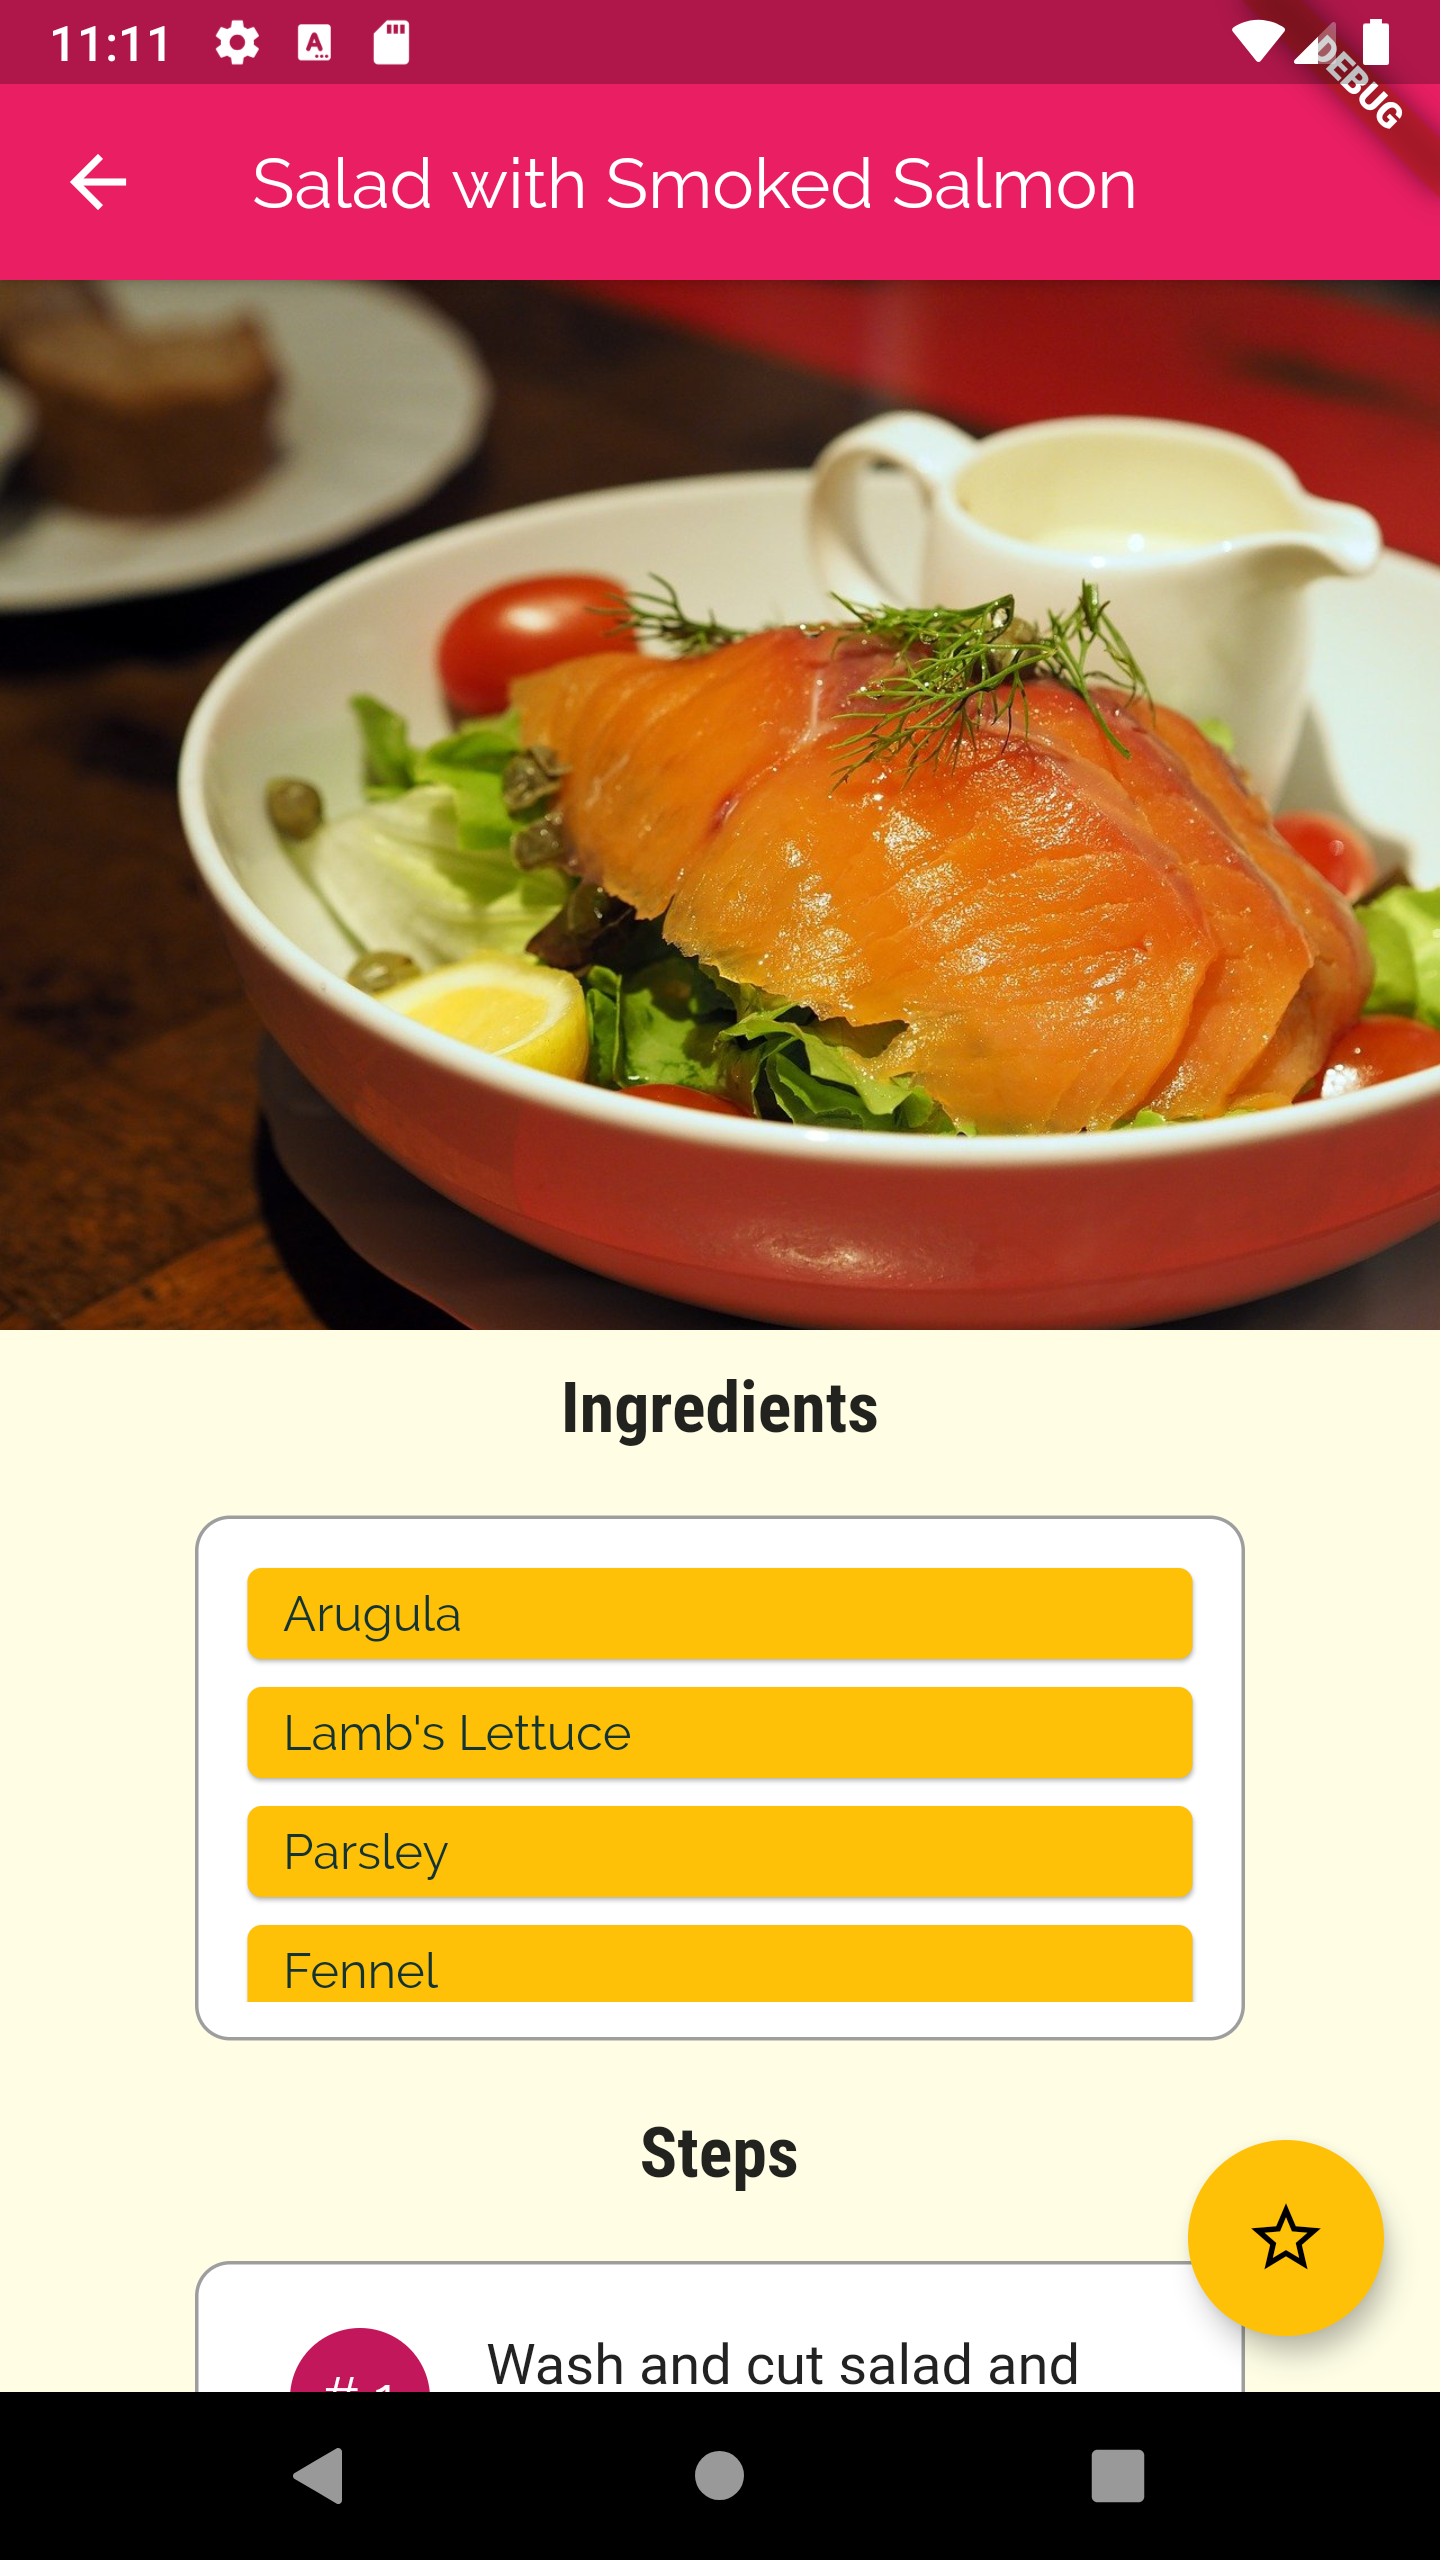 11:11
DEBUG
Salad with Smoked Salmon
Ingredients
Arugula
Lamb's Lettuce
Parsley
Fennel
Steps
# 1
Wash and cut salad and